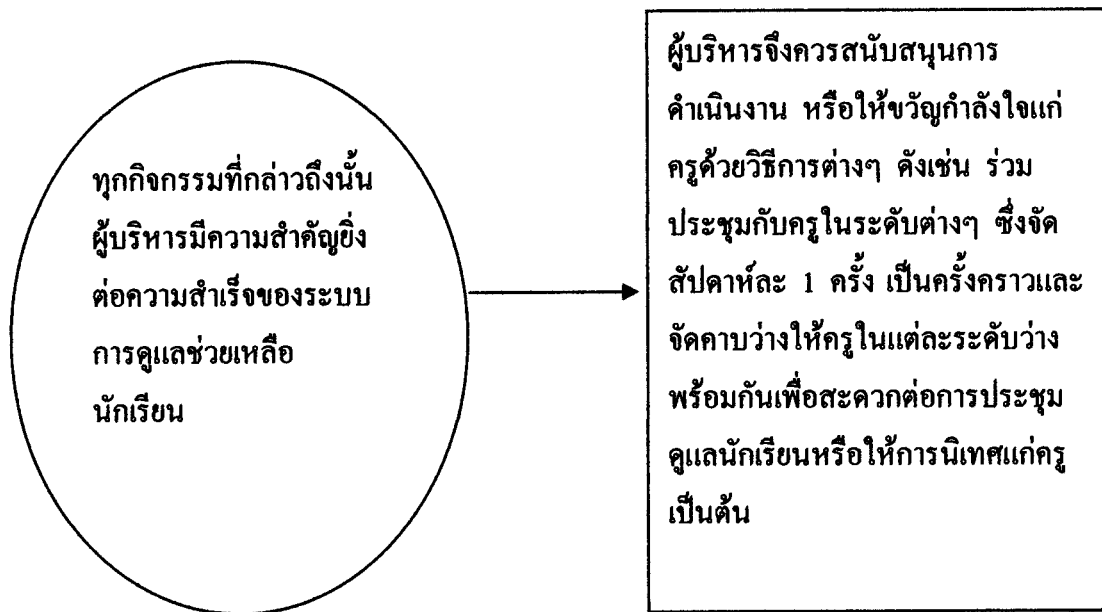 ทุกกิจกรรมที่กล่าวถึงนั้น
ผู้บริหารมีความสำคัญยิ่ง
ต่อความสำเร็จของระบบ
การดูแลช่วยเหลือ
นักเรียน
ผู้บริหารจึงควรสนับสนุนการ
ดำเนินงาน หรือให้ขวัญกำลังใจแก่
ครูด้วยวิธีการต่างๆ ดังเช่น ร่วม
ประชุมกับครูในระดับต่างๆ ซึ่งจัด
สัปดาห์ละ 1 ครั้ง เป็นครั้งคราวและ
จัดคาบว่างให้ครูในแต่ละระดับว่าง
พร้อมกันเพื่อสะดวกต่อการประชุม
ดูแลนักเรียนหรือให้การนิเทศแก่ครู
เป็นต้น